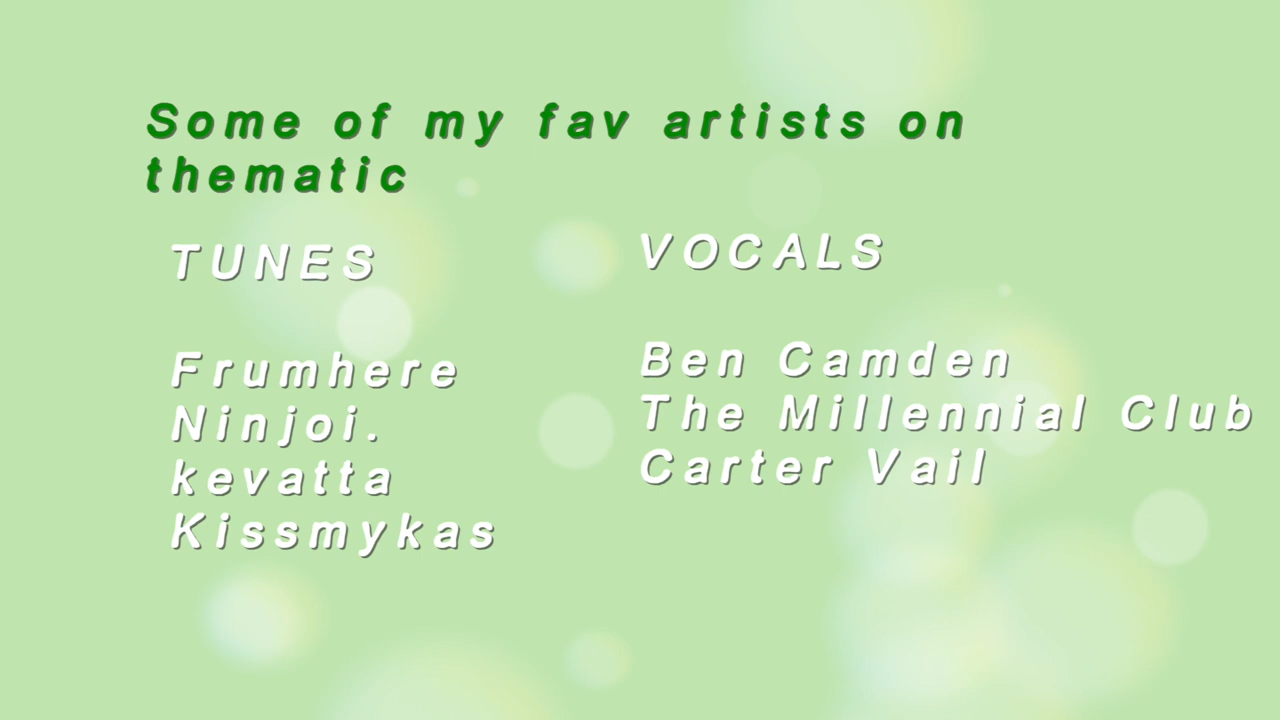 Some of my fav artists on
thematic
TUNES
Frumhere
Ninjoi.
kevatta
Kissmykas
VOCALS
Ben Camden
The Millennial Club
Carter Vail